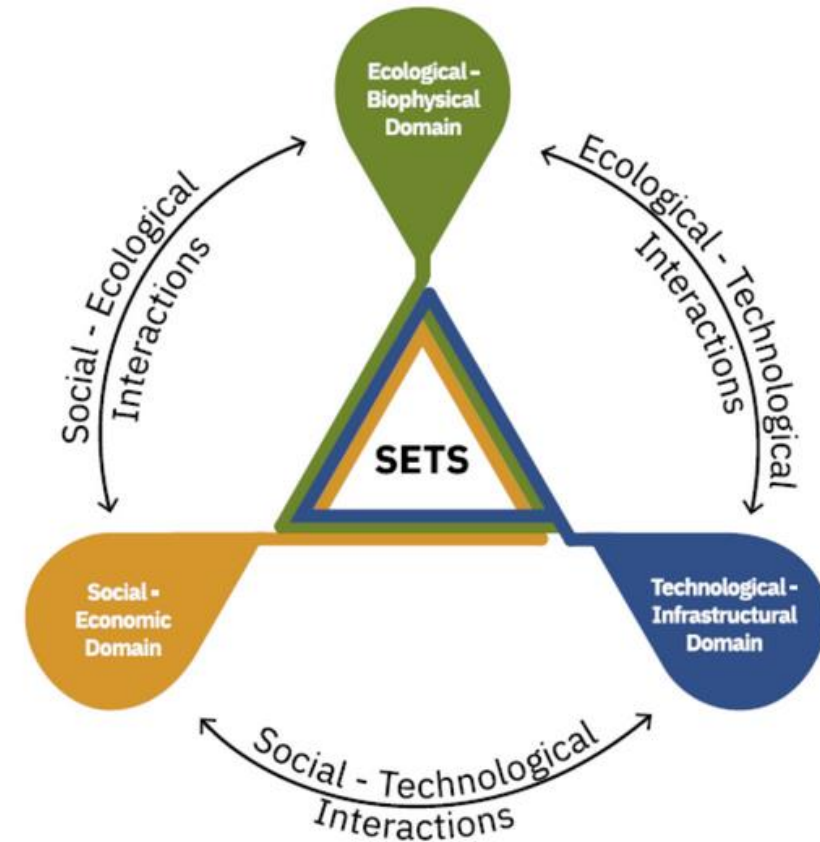 Ecological -
Biophysical
Domain
Social - Ecological
Interactions
Ecological - Technological
Interactions
SETS
Social -
Economic
Domain
Technological -
Infrastructural
Domain
Social - Technological
Interactions